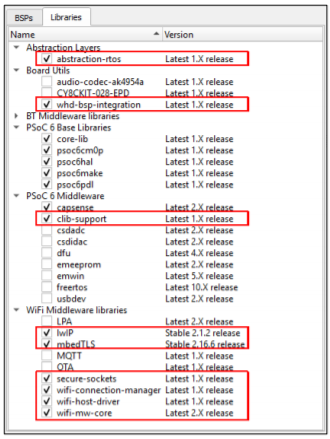 BSPs Libraries
Name Version
Abstraction Layers
abstraction-rtos Latest 1.X release
Board Utils
audio-codec-ak4954a Latest 1.X release
CY8CKIT-028-EPD Latest 1.X release
whd-bsp-integration Latest 1.X release
BT Middleware libraries
PSoC 6 Base Libraries
core-lib Latest 1.X release
psoc6cm0p Latest 1.X release
psoc6hal Latest 1.X release
psoc6make Latest 1.X release
psoc6pdl Latest 1.X release
PSoC 6 Middleware
capsense Latest 2.X release
clib-support Latest 1.X release
csdadc Latest 2.X release
csdidac Latest 2.X release
dfu Latest 4.X release
emeeprom Latest 2.X release
emwin Latest 5.X release
freertos Latest 10.X release
usbdev Latest 2.X release
WiFi Middleware libraries
LPA Latest 2.X release
lwIP Stable 2.1.2 release
mbedTLS Stable 2.16.6 release
MQTT Latest 1.X release
OTA Latest 1.X release
secure-sockets Latest 1.X release
wifi-connection-manager Latest 1.X release
wifi-host-driver Latest 1.X release
wifi-mw-core Latest 2.X release